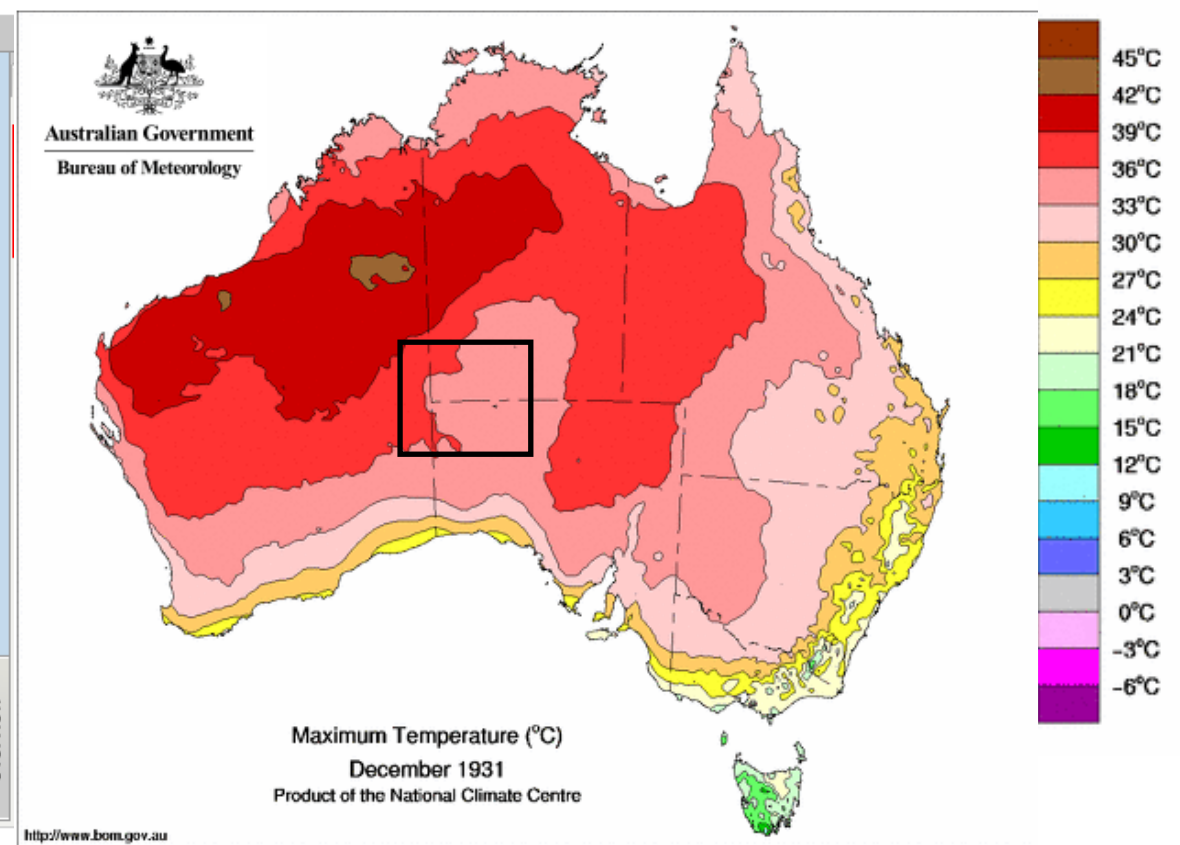 Australian Government
Bureau of Meteorology
45°C
42°C
39°C
36°C
33°C
30°C
27°C
24°C
21°C
18°C
15°C
12°C
9°C
6°C
3°C
0°C
-3°C
-6°C
Maximum Temperature (°C)
December 1931
Product of the National Climate Centre
http://www.bom.gov.au